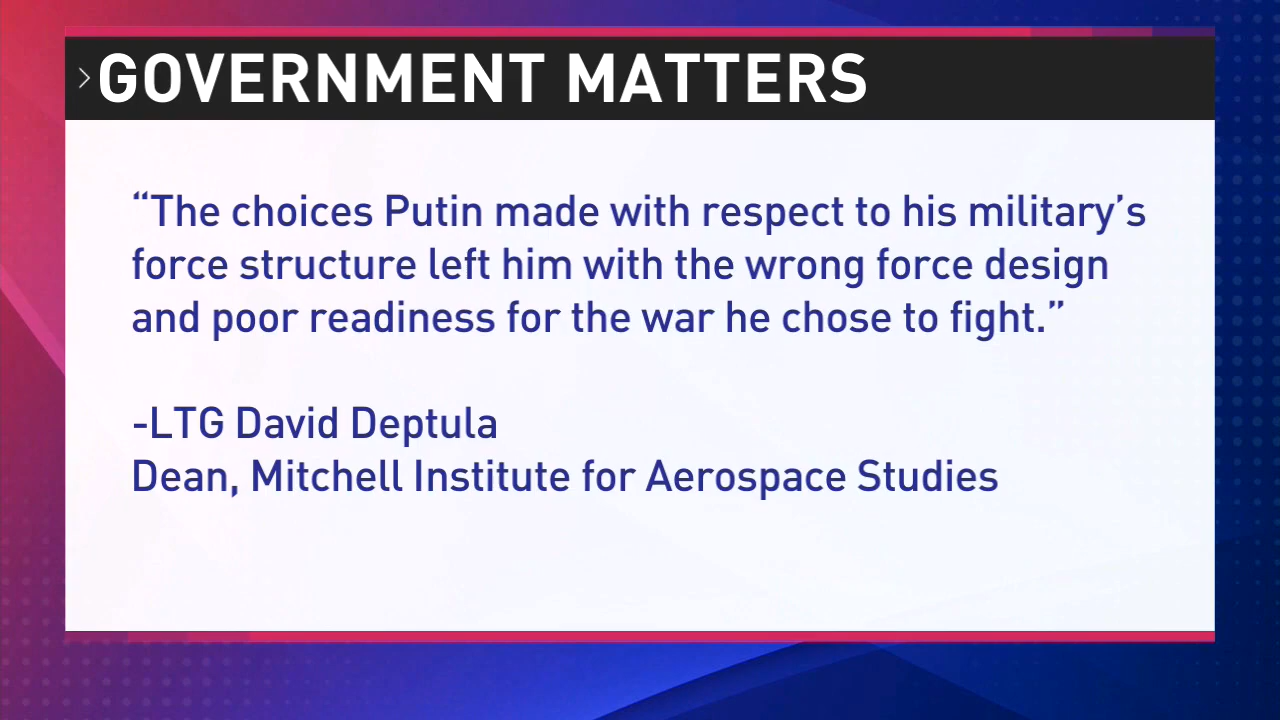 GOVERNMENT MATTERS
“The choices Putin made with respect to his military’s
force structure left him with the wrong force design
and poor readiness for the war he chose to fight.”
-LTG David Deptula
Dean, Mitchell Institute for Aerospace Studies